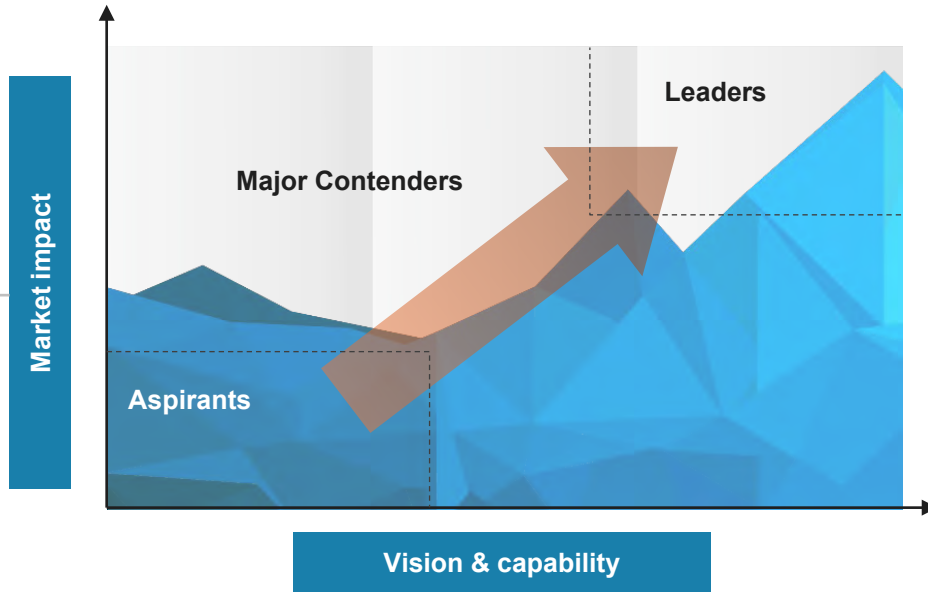 Leaders
Major Contenders
Market impact
Aspirants
Vision & capability